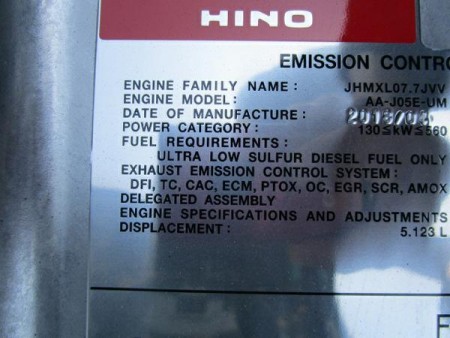 HINO
EMISSION CONTRO
ENGINE FAMILY NAME : JHMXL07.7JVV
ENGINE MODEL: AA-J05E-UM
DATE OF MANUFACTURE:
POWER CATEGORY: 130≤kW≤560
FUEL REQUIREMENTS:
ULTRA LOW SULFUR DIESEL FUEL ONLY
EXHAUST EMISSION CONTROL SYSTEM :
DFI, TC, CAC, ECM, PTOX, OC, EGR, SCR, AMOX
DELEGATED ASSEMBLY
ENGINE SPECIFICATIONS AND ADJUSTMENTS
DISPLACEMENT: 5.123 L
F